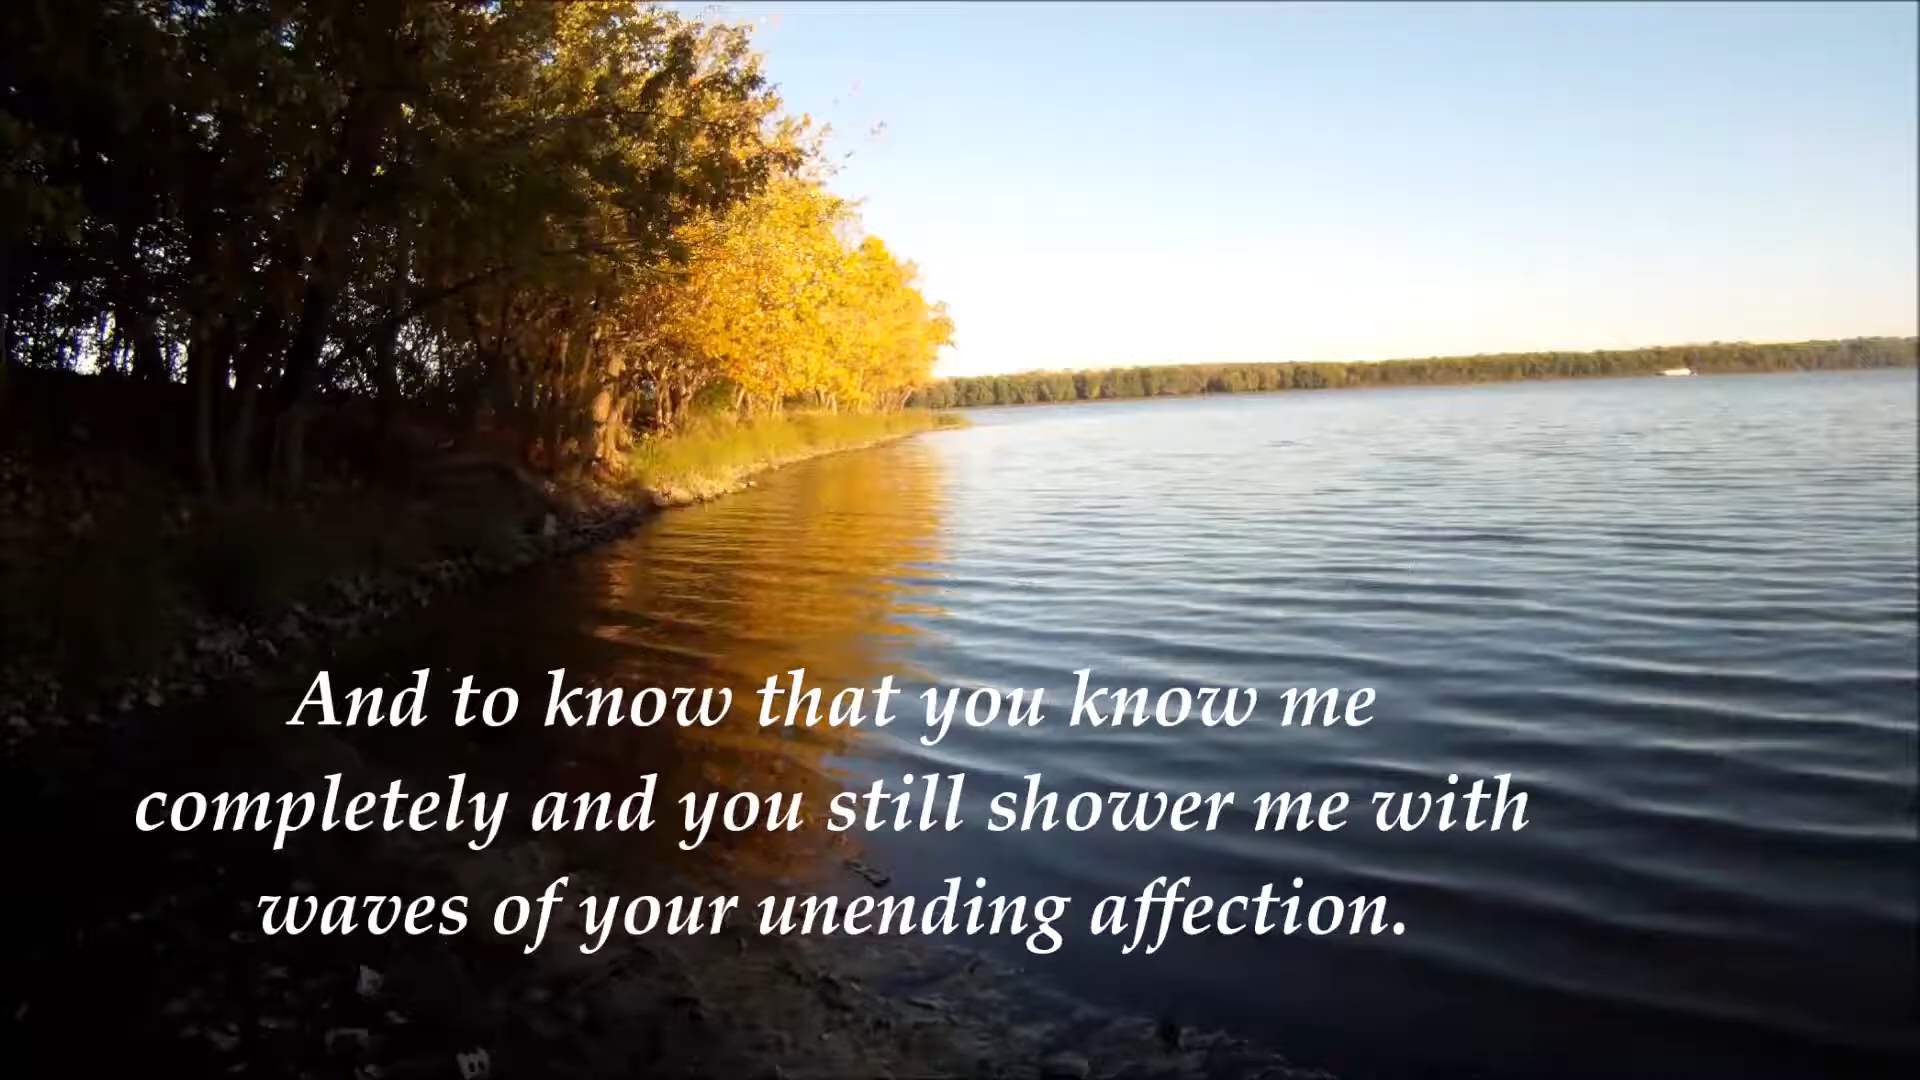 And to know that you know me
completely and you still shower me with
waves of your unending affection.